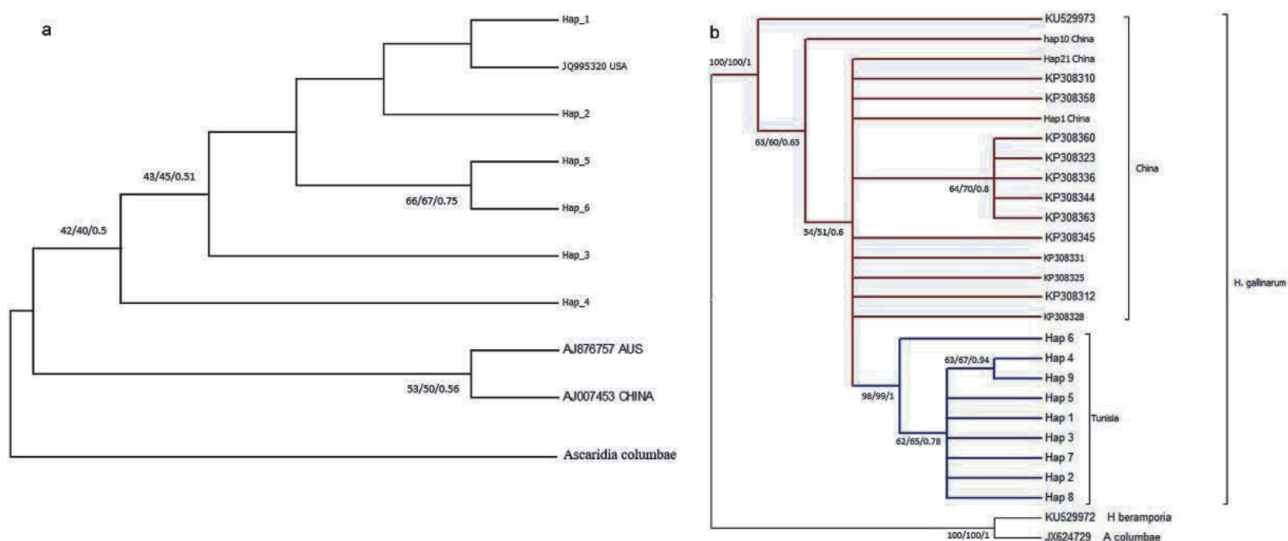 a
Hap_1
JQ995320 USA
Hap_2
Hap_5
43/45/0.51
66/67/0.75
Hap_6
42/40/0.5
Hap_3
Hap_4
AJ876757 AUS
53/50/0.56
AJ007453 CHINA
Ascaridia columbae
b
KU529973
hap10 China
100/100/1
Hap21 China
KP308310
KP308358
Hap1 China
63/60/0.65
KP308360
KP308323
KP308336
64/70/0.8
KP308344
KP308363
54/51/0.6
KP308345
KP308331
KP308325
KP308312
KP308328
China
H. gallinarum
Hap 6
63/67/0.94
Hap 4
Hap 9
98/99/1
Hap 5
Hap 1
62/65/0.78
Hap 3
Hap 7
Hap 2
Hap 8
Tunisia
KU529972 H beramporia
100/100/1
JX624729 A columbae